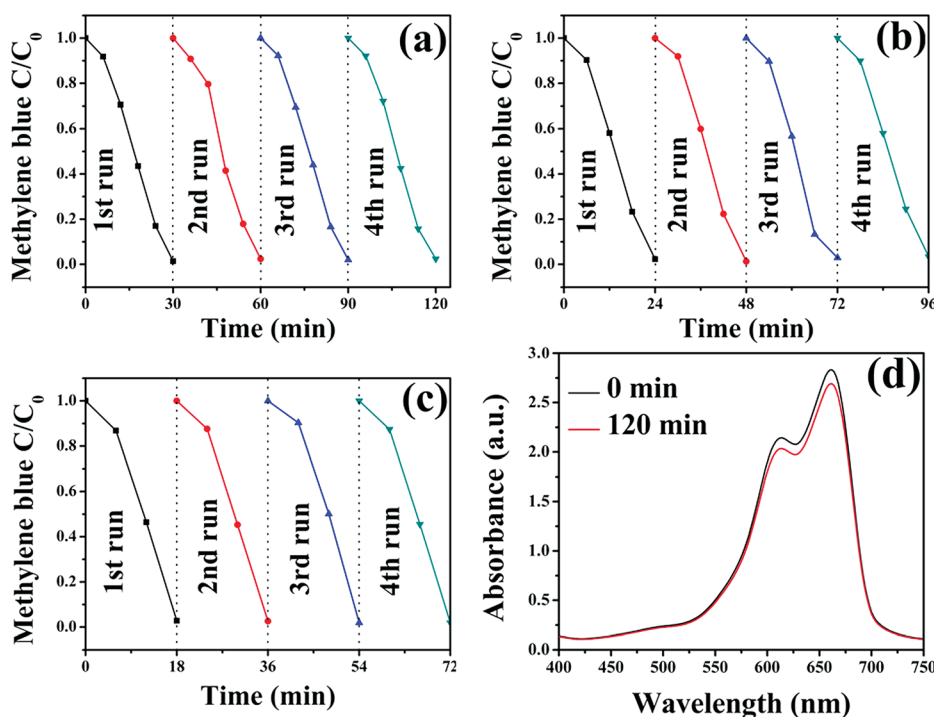 (a)
Methylene blue C/C₀
1.0
0.8
0.6
0.4
0.2
0.0
1st run
2nd run
3rd run
4th run
0 30 60 90 120
Time (min)
(b)
Methylene blue C/C₀
1.0
0.8
0.6
0.4
0.2
0.0
1st run
2nd run
3rd run
4th run
0 24 48 72 96
Time (min)
(c)
Methylene blue C/C₀
1.0
0.8
0.6
0.4
0.2
0.0
1st run
2nd run
3rd run
4th run
0 18 36 54 72
Time (min)
(d)
Absorbance (a.u.)
3.0
2.5
2.0
1.5
1.0
0.5
0.0
0 min
120 min
400 450 500 550 600 650 700 750
Wavelength (nm)